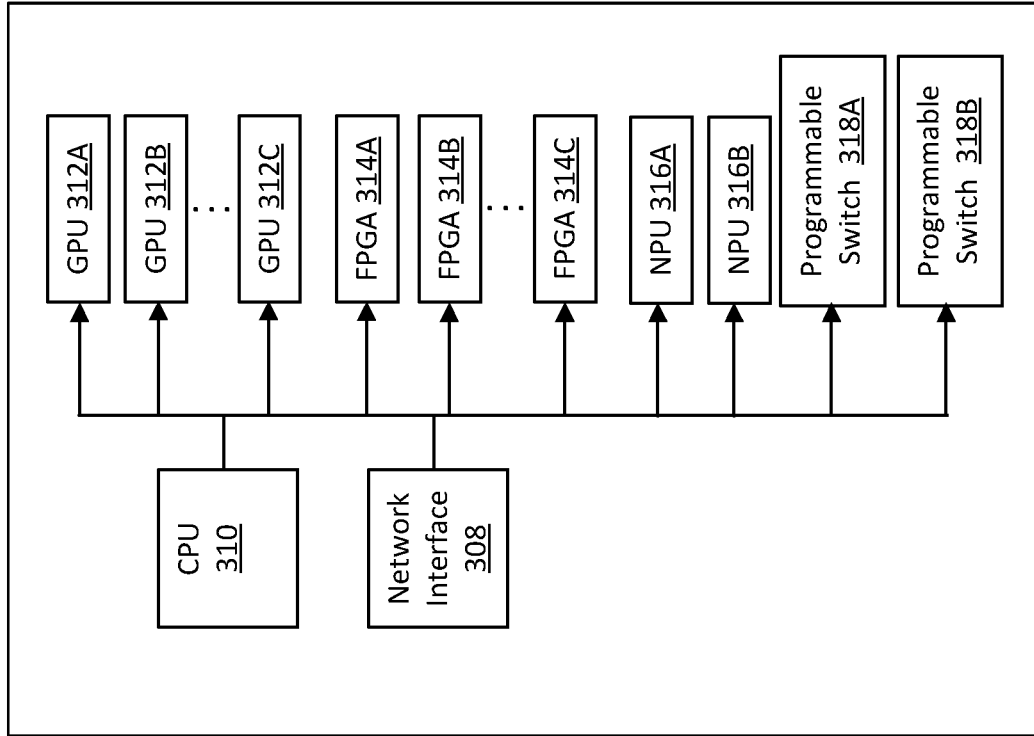 CPU
310
Network
Interface
308
GPU 312A
GPU 312B
...
GPU 312C
FPGA 314A
FPGA 314B
...
FPGA 314C
NPU 316A
NPU 316B
Programmable
Switch 318A
Programmable
Switch 318B